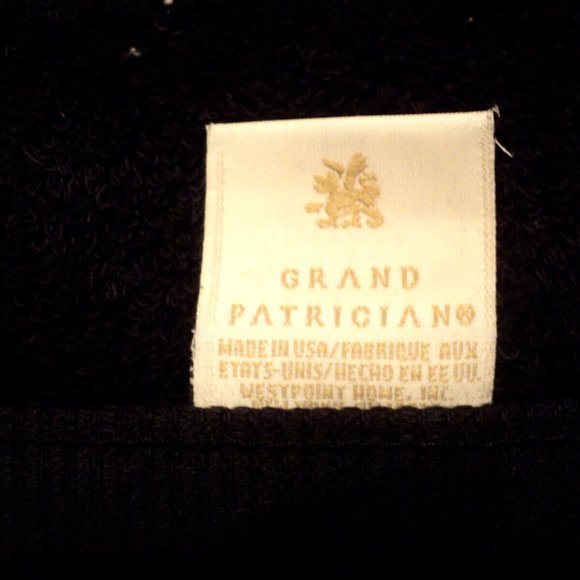 GRAND
PATRICIAN®
MADE IN USA/FABRIQUE AUX
ETATS-UNIS/HECHO EN EE UU.
WESTPOINT HOME, INC.